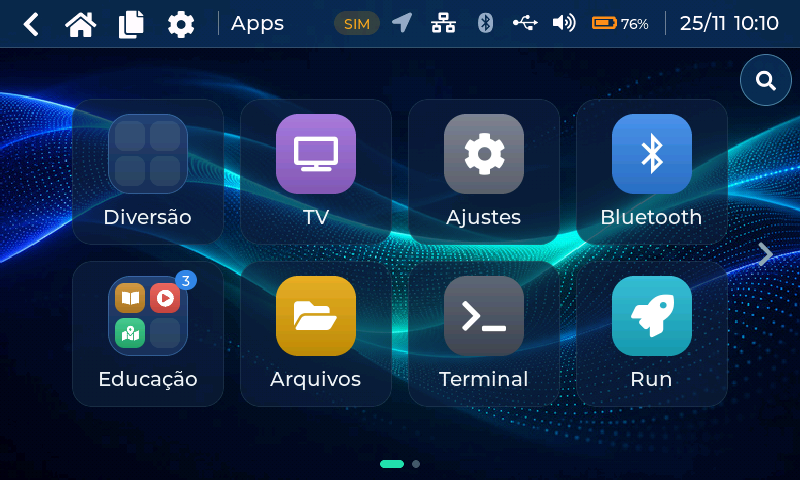 Apps SIM 76% 25/11 10:10
Diversão TV Ajustes Bluetooth
3
Educação Arquivos Terminal Run